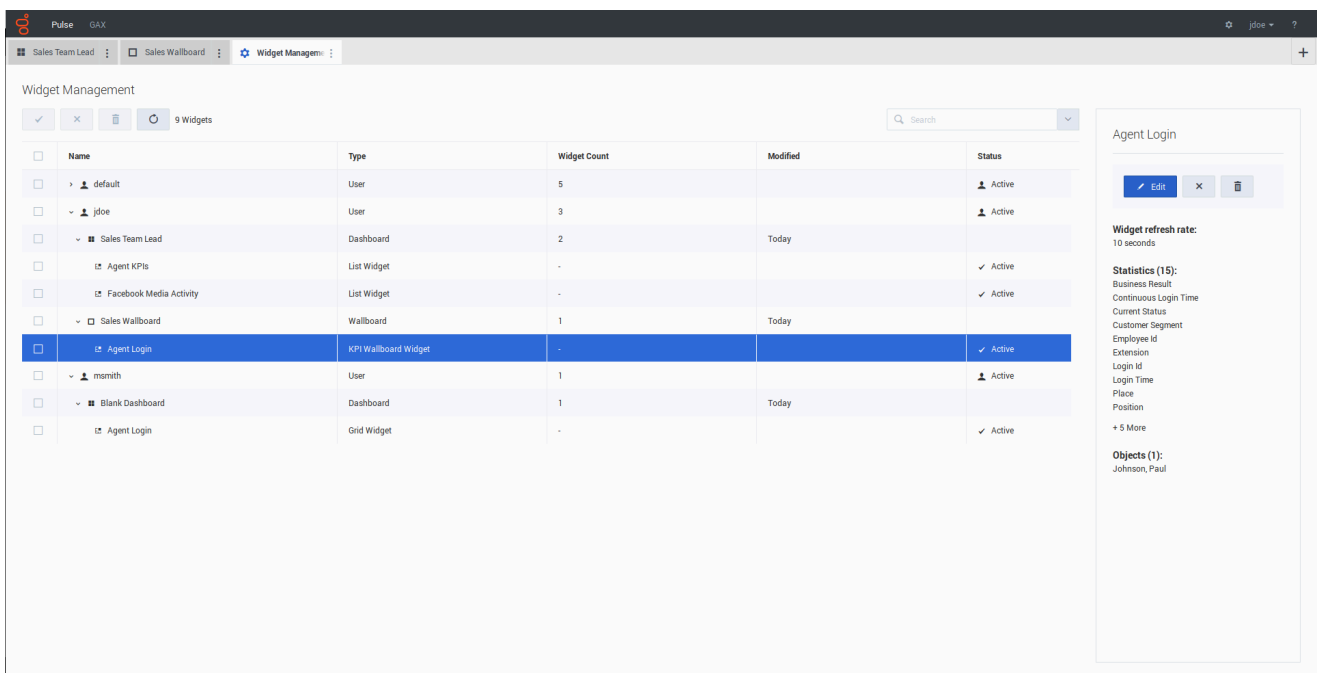 Pulse GAX jdoe ?
Sales Team Lead Sales Wallboard Widget Manageme +
Widget Management
9 Widgets Search
Name Type Widget Count Modified Status
default User 5 Active
jdoe User 3 Active
Sales Team Lead Dashboard 2 Today
Agent KPIs List Widget - Active
Facebook Media Activity List Widget - Active
Sales Wallboard Wallboard 1 Today
Agent Login KPI Wallboard Widget - Active
msmith User 1 Active
Blank Dashboard Dashboard 1 Today
Agent Login Grid Widget - Active
Agent Login
Edit
Widget refresh rate:
10 seconds
Statistics (15):
Business Result
Continuous Login Time
Current Status
Customer Segment
Employee Id
Extension
Login Id
Login Time
Place
Position
+ 5 More
Objects (1):
Johnson, Paul